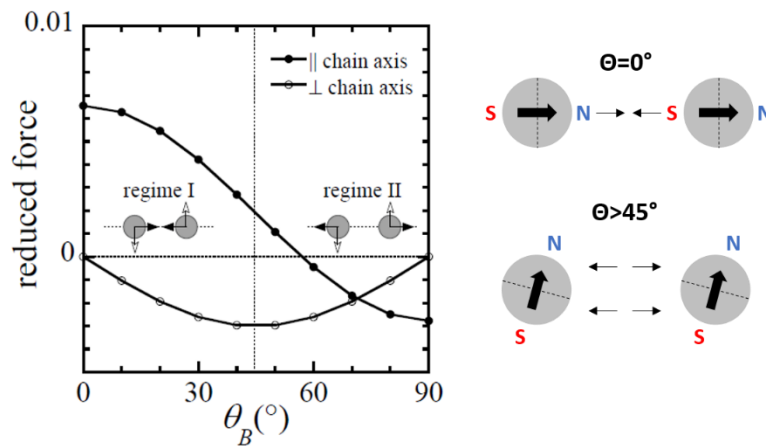 0.01
|| chain axis
⊥ chain axis
regime I
regime II
reduced force
0
0 30 60 90
θB(°)
Θ=0°
S N S N
Θ>45°
N N
S S